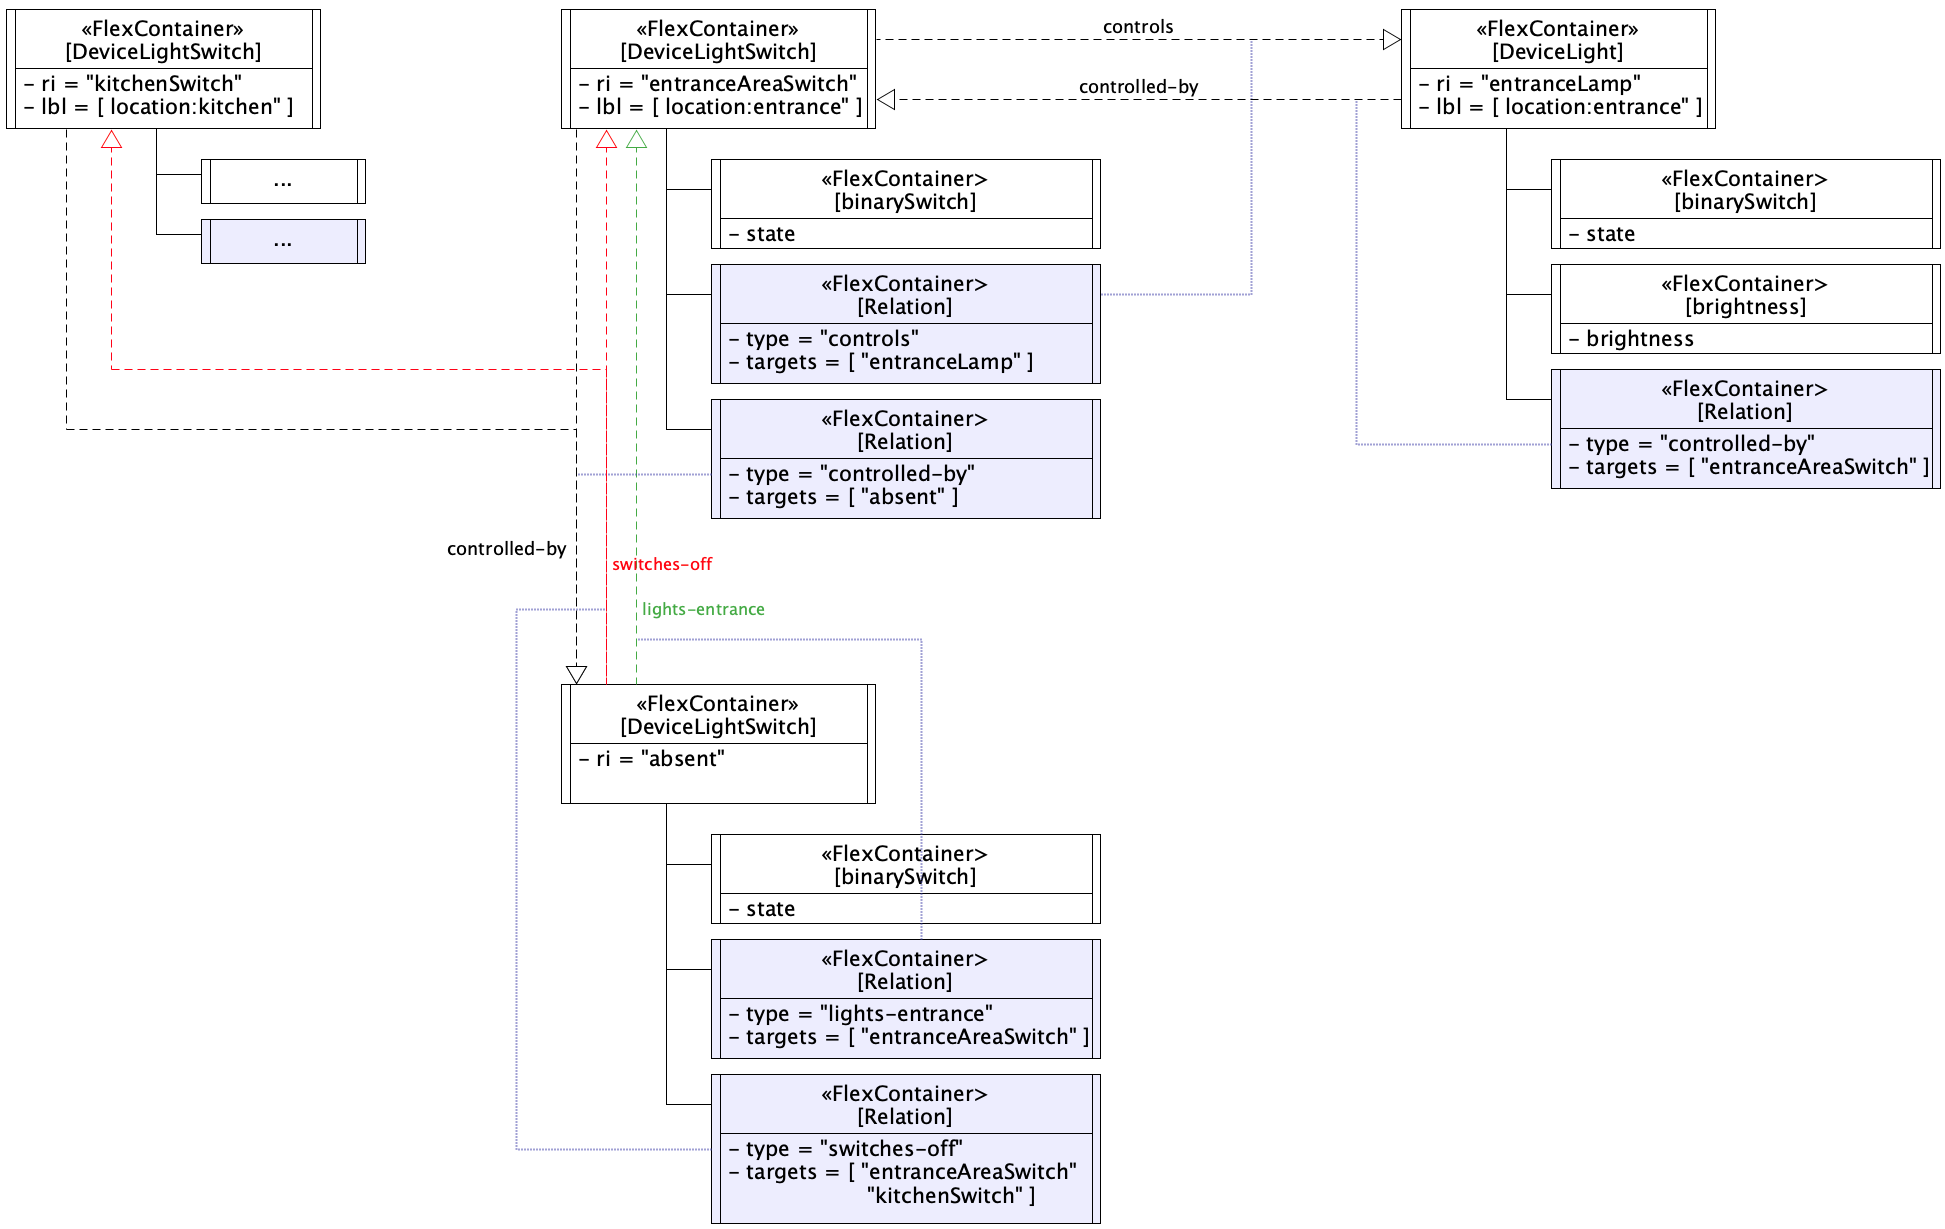 «FlexContainer»
[DeviceLightSwitch]
– ri = "kitchenSwitch"
– lbl = [ location:kitchen" ]
...
...
«FlexContainer»
[DeviceLightSwitch]
– ri = "entranceAreaSwitch"
– lbl = [ location:entrance" ]
controls
controlled-by
«FlexContainer»
[DeviceLight]
– ri = "entranceLamp"
– lbl = [ location:entrance" ]
«FlexContainer>
[binarySwitch]
– state
«FlexContainer>
[Relation]
– type = "controls"
– targets = [ "entranceLamp" ]
«FlexContainer>
[Relation]
– type = "controlled-by"
– targets = [ "absent" ]
«FlexContainer>
[binarySwitch]
– state
«FlexContainer>
[brightness]
– brightness
«FlexContainer>
[Relation]
– type = "controlled-by"
– targets = [ "entranceAreaSwitch" ]
controlled-by
switches-off
lights-entrance
«FlexContainer»
[DeviceLightSwitch]
– ri = "absent"
«FlexContainer>
[binarySwitch]
– state
«FlexContainer>
[Relation]
– type = "lights-entrance"
– targets = [ "entranceAreaSwitch" ]
«FlexContainer>
[Relation]
– type = "switches-off"
– targets = [ "entranceAreaSwitch"
"kitchenSwitch" ]